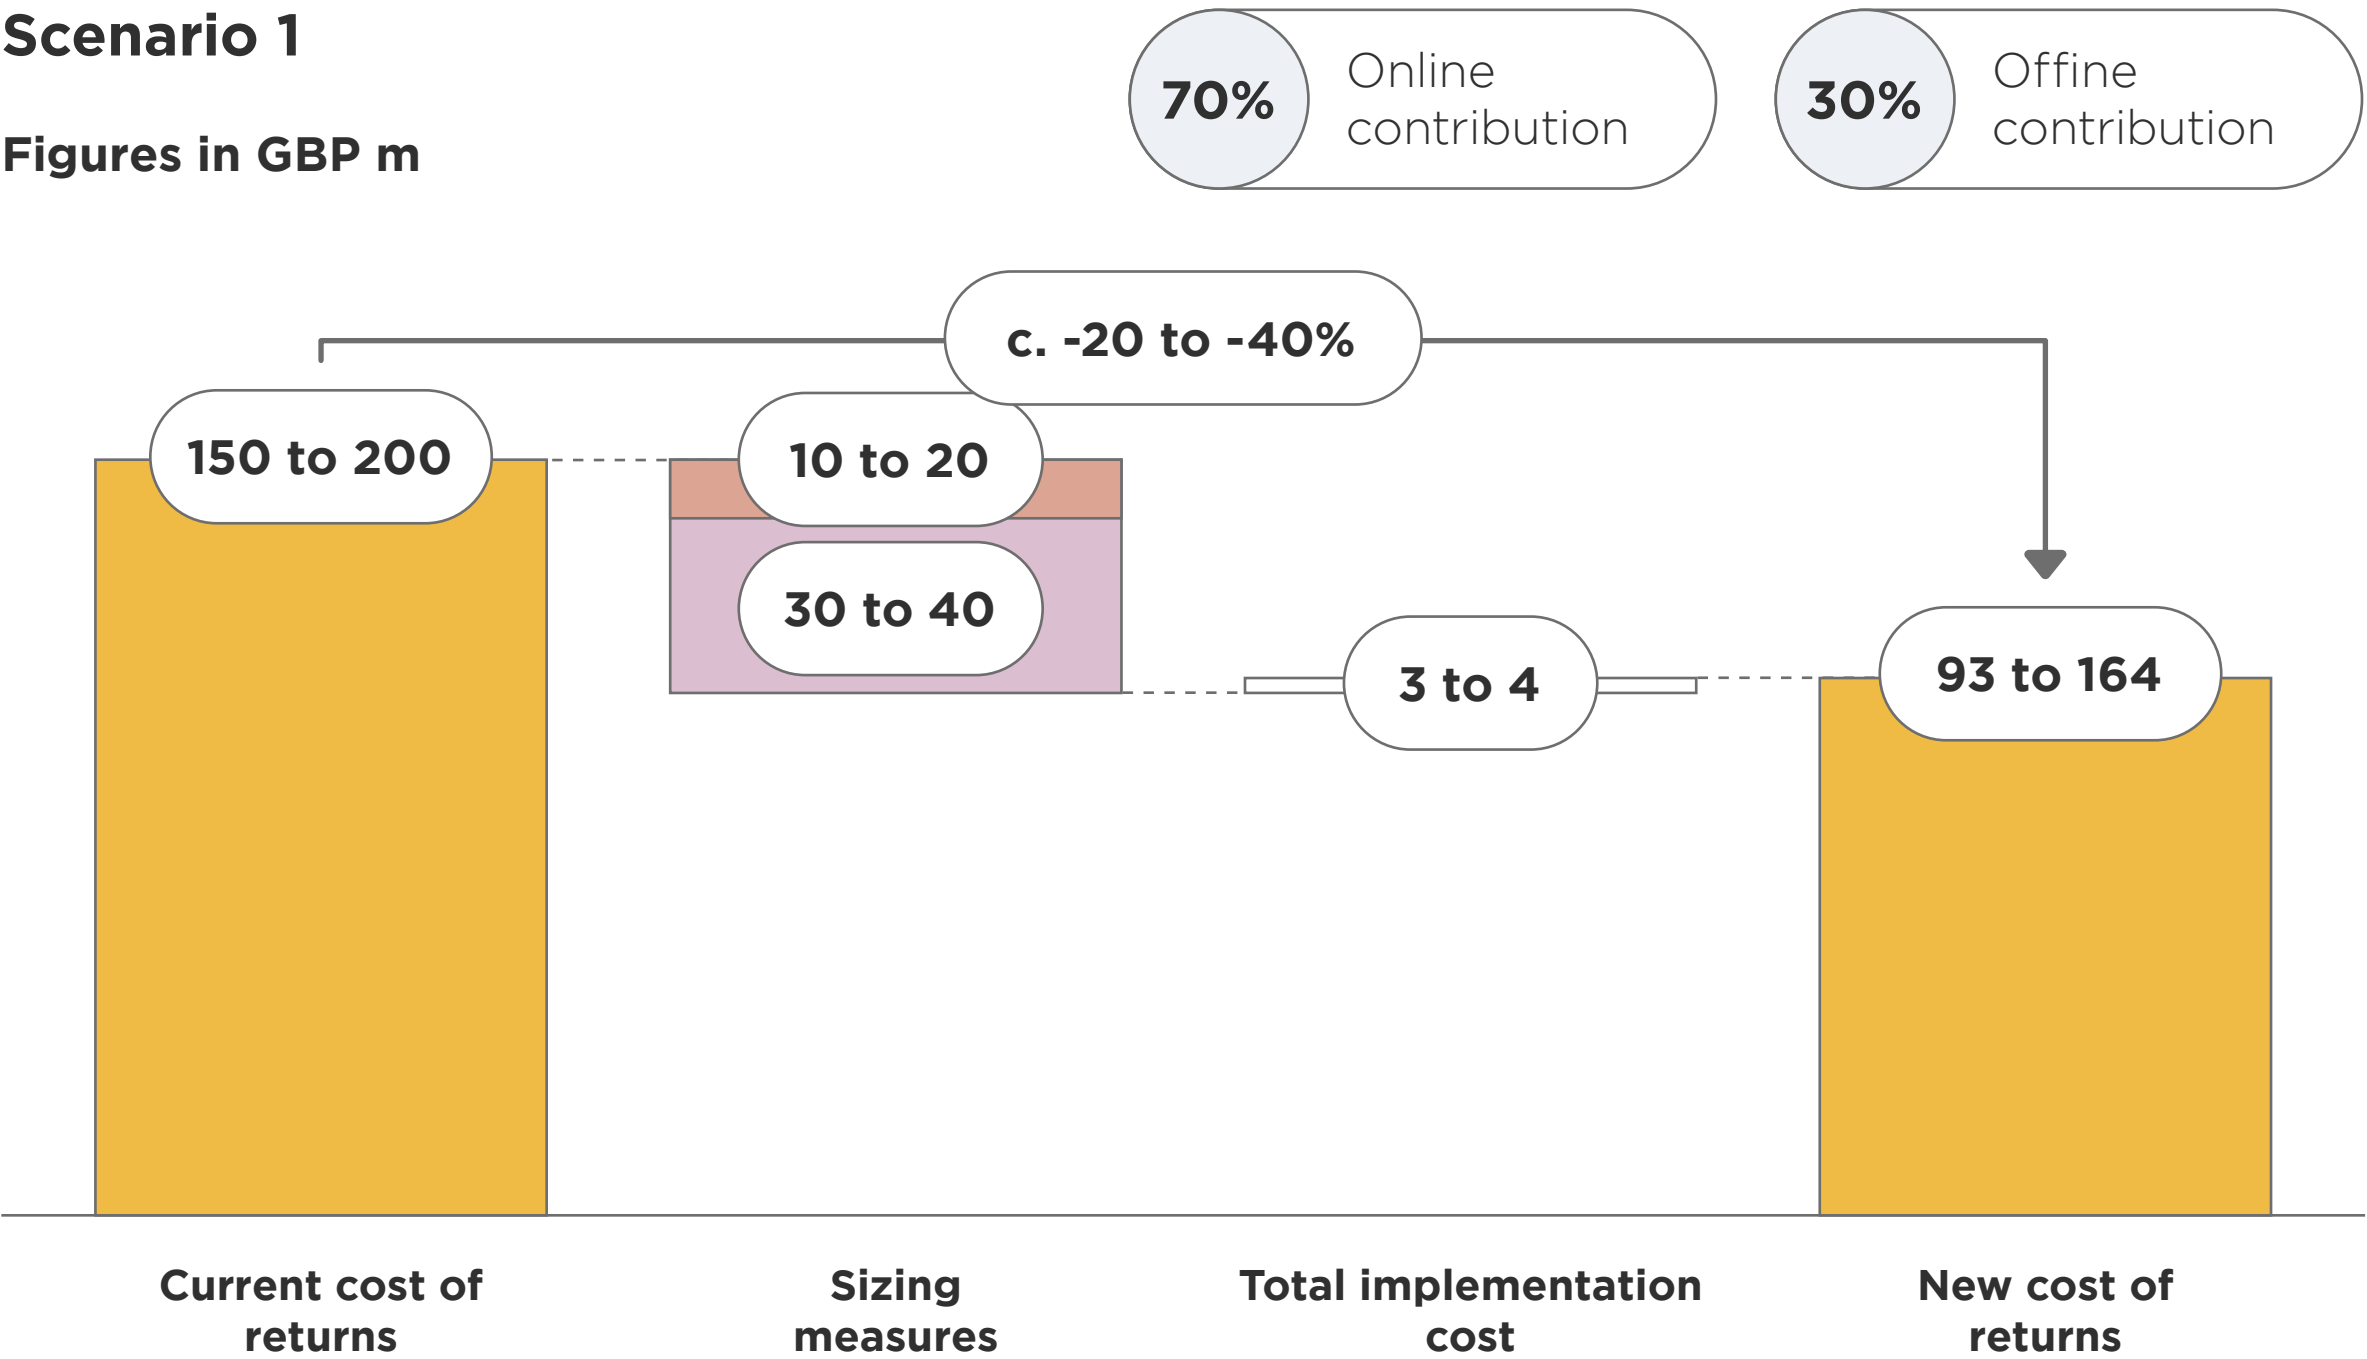 Scenario 1
Figures in GBP m
70%
Online
contribution
30%
Offine
contribution
c. -20 to -40%
150 to 200
10 to 20
30 to 40
3 to 4
93 to 164
Current cost of
returns
Sizing
measures
Total implementation
cost
New cost of
returns